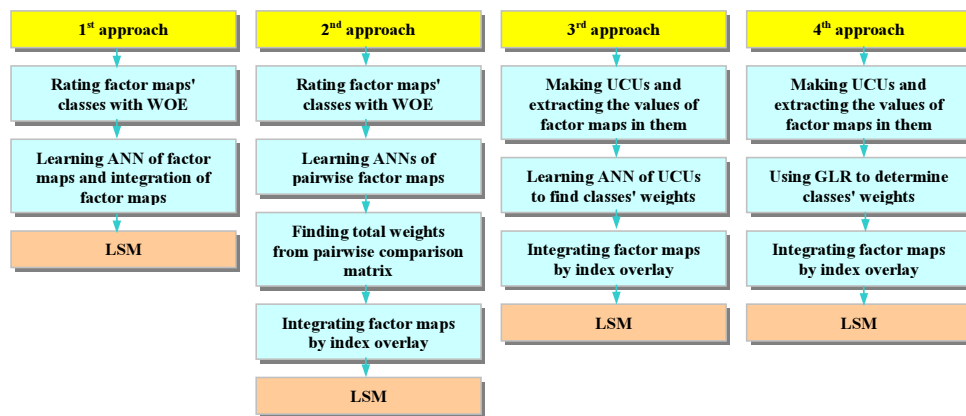 1st approach
Rating factor maps'
classes with WOE
Learning ANN of factor
maps and integration of
factor maps
LSM
2nd approach
Rating factor maps'
classes with WOE
Learning ANNs of
pairwise factor maps
Finding total weights
from pairwise comparison
matrix
Integrating factor maps
by index overlay
LSM
3rd approach
Making UCUs and
extracting the values of
factor maps in them
Learning ANN of UCUs
to find classes' weights
Integrating factor maps
by index overlay
LSM
4th approach
Making UCUs and
extracting the values of
factor maps in them
Using GLR to determine
classes' weights
Integrating factor maps
by index overlay
LSM